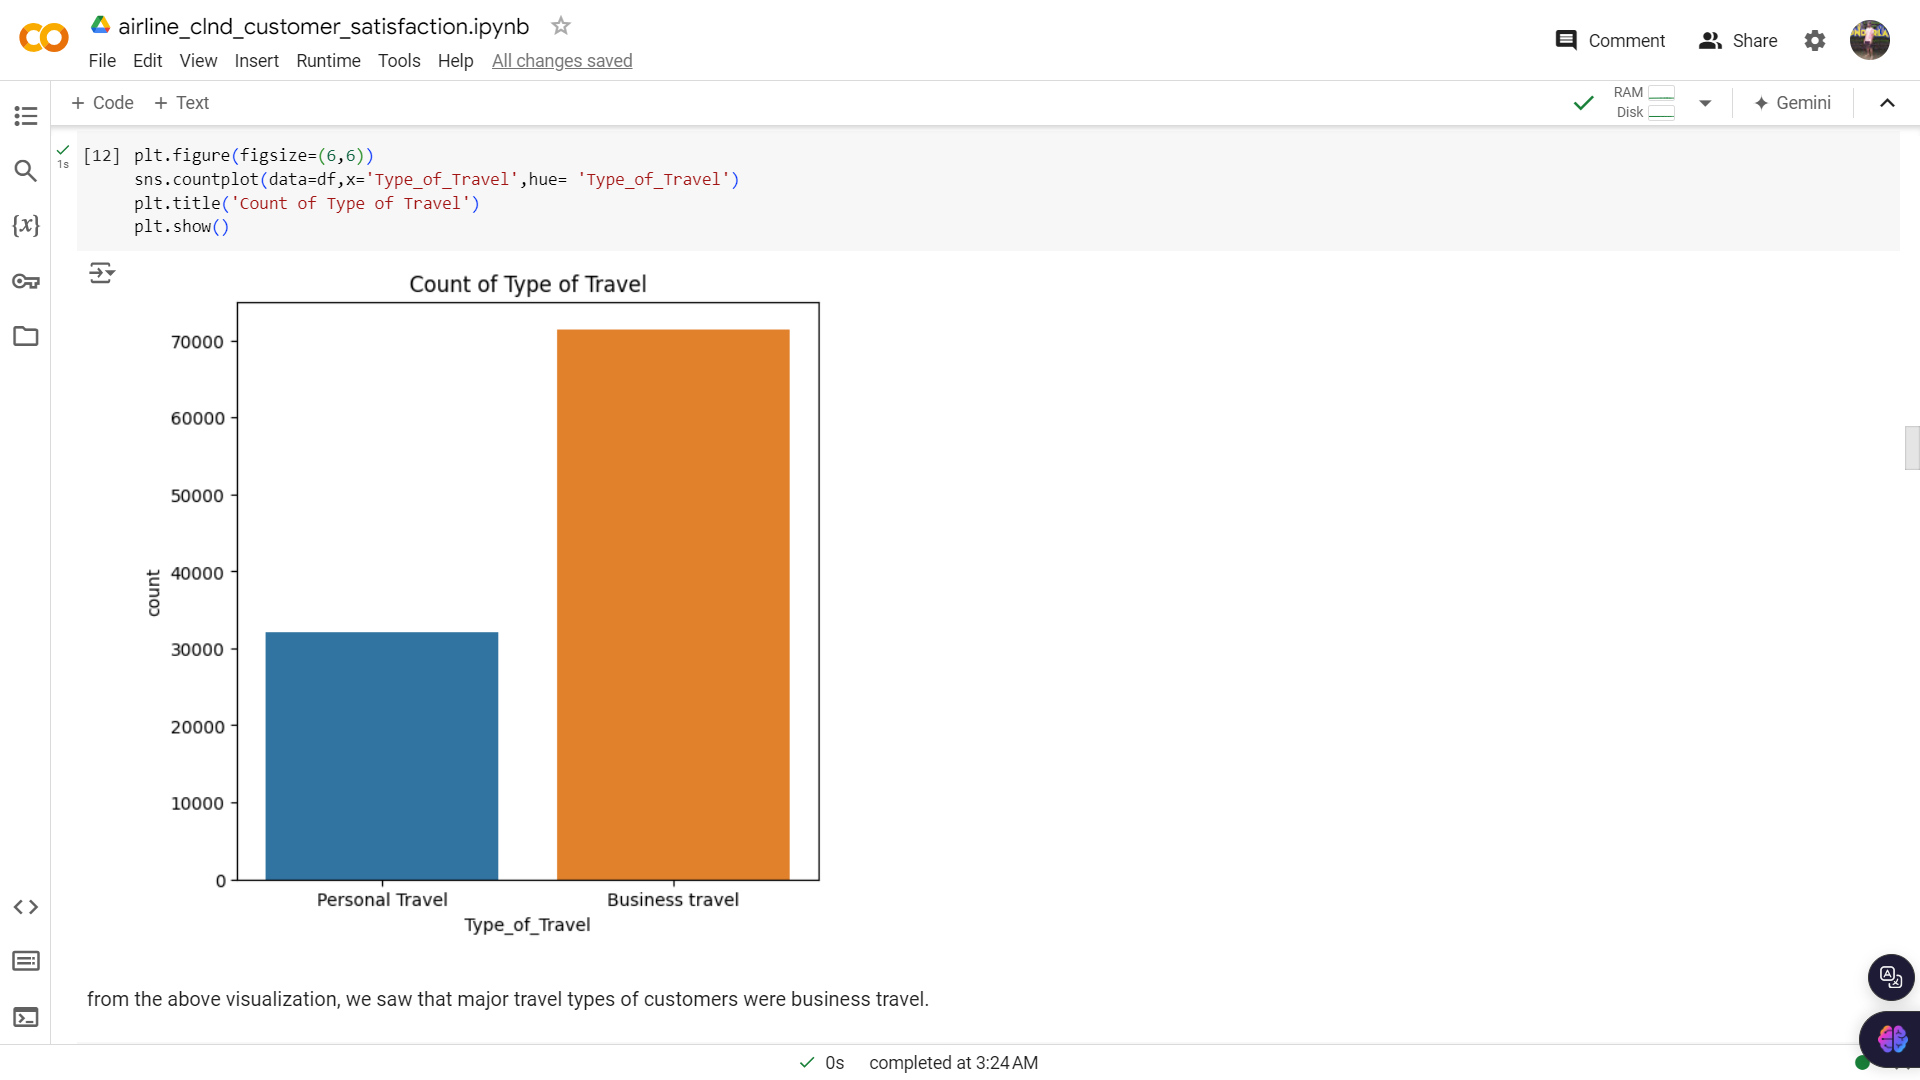 airline_clnd_customer_satisfaction.ipynb
File Edit View Insert Runtime Tools Help All changes saved
Comment Share
+ Code + Text
RAM
Disk
Gemini
1s
[12] plt.figure(figsize=(6,6))
sns.countplot(data=df,x='Type_of_Travel',hue= 'Type_of_Travel')
plt.title('Count of Type of Travel')
plt.show()
{x}
Count of Type of Travel
70000
60000
50000
40000
30000
20000
10000
0
count
Personal Travel Business travel
Type_of_Travel
from the above visualization, we saw that major travel types of customers were business travel.
0s completed at 3:24 AM